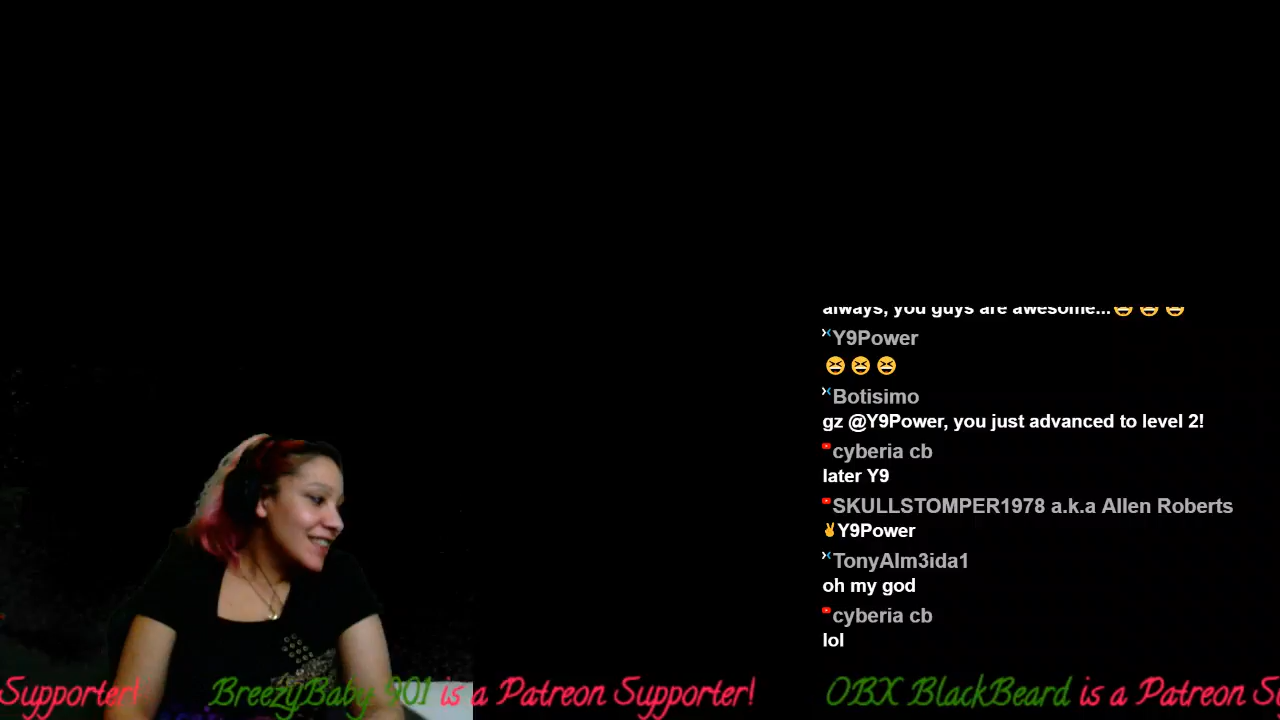 always, you guys are awesome...😆 😆 😆
Y9Power
😆 😆 😆
Botisimo
gz @Y9Power, you just advanced to level 2!
cyberia cb
later Y9
SKULLSTOMPER1978 a.k.a Allen Roberts
✌Y9Power
TonyAlm3ida1
oh my god
cyberia cb
lol
Supporter! BreezyBaby 901 is a Patreon Supporter! OBX BlackBeard is a Patreon S